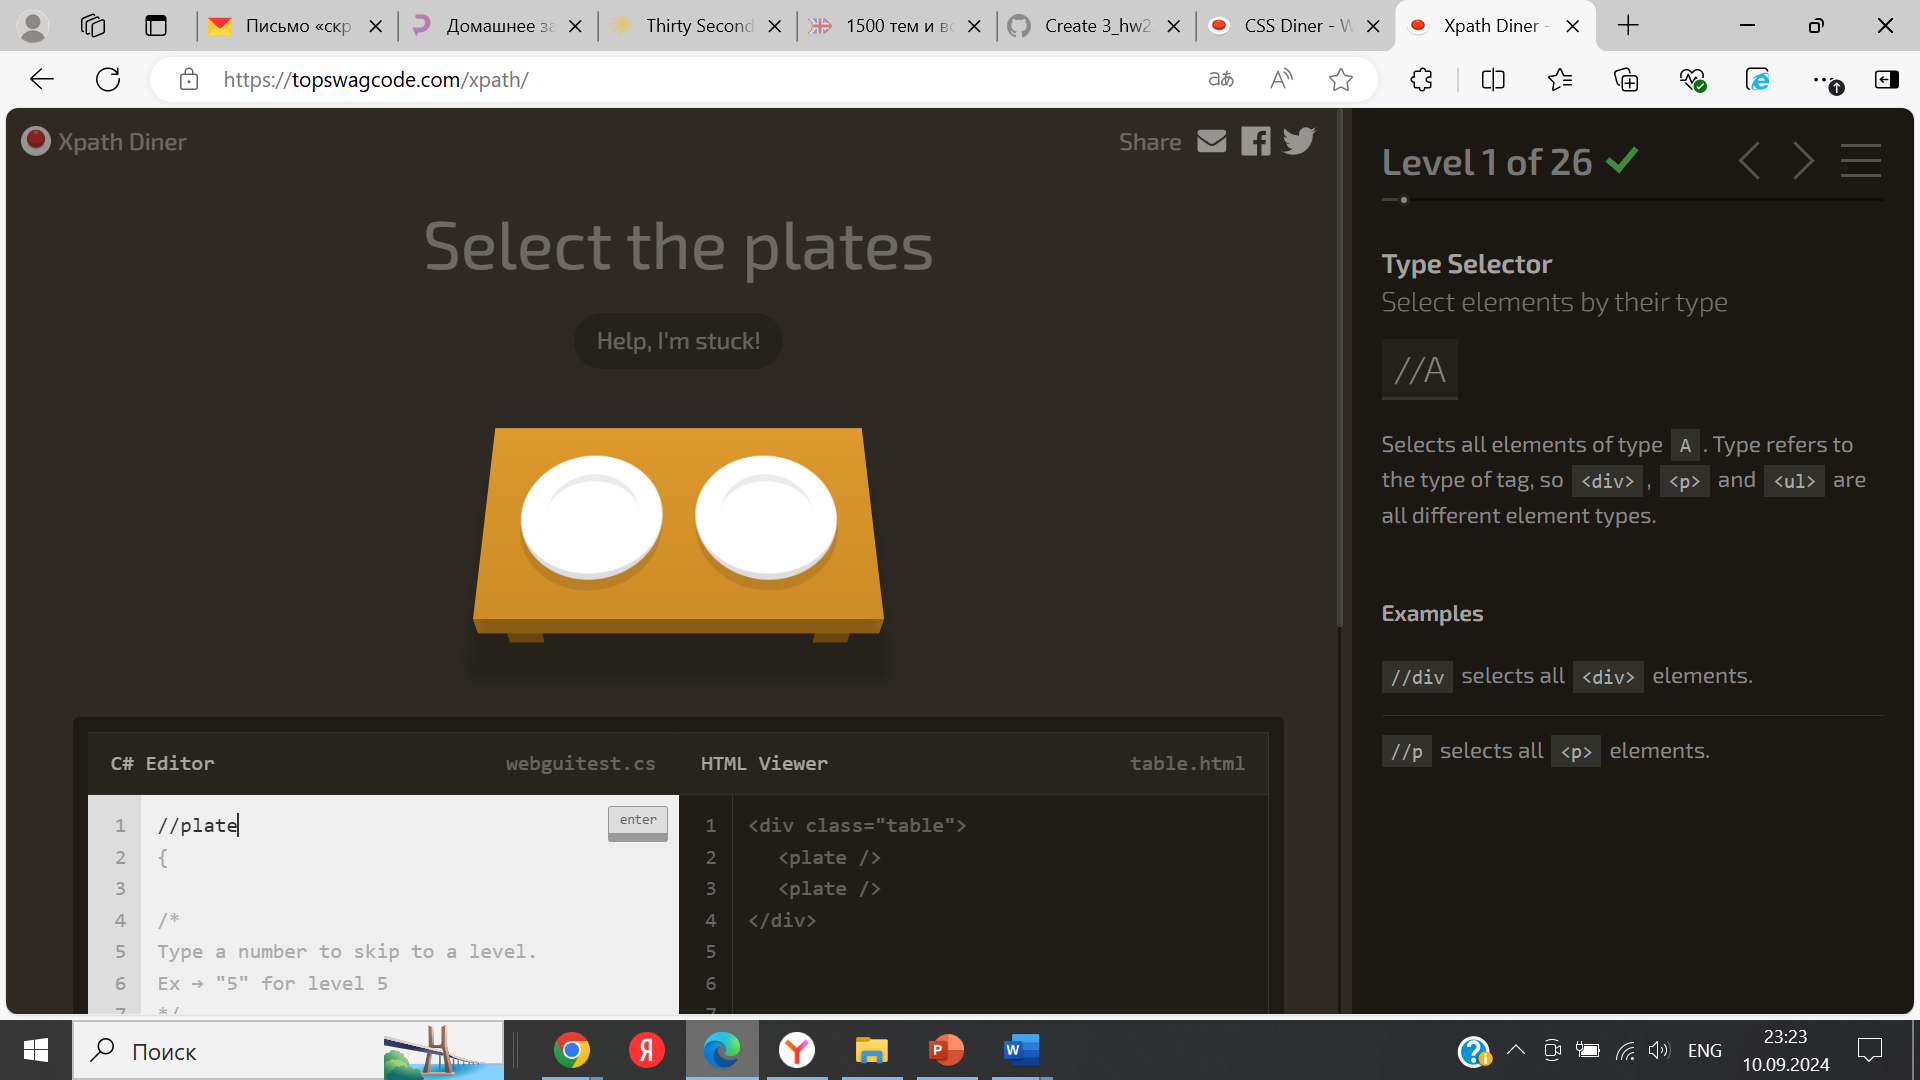 Письмо «скр
Домашнее за
Thirty Second
1500 тем и вс
Create 3_hw2
CSS Diner - W
Xpath Diner -
https://topswagcode.com/xpath/
Xpath Diner
Share
Select the plates
Help, I'm stuck!
C# Editor
webguitest.cs
HTML Viewer
table.html
1 //plate
enter
2 {
3
4 /*
5 Type a number to skip to a level.
6 Ex → "5" for level 5
7 */
1 <div class="table">
2 <plate />
3 <plate />
4 </div>
5
6
7
Level 1 of 26
Type Selector
Select elements by their type
//A
Selects all elements of type A . Type refers to
the type of tag, so <div> , <p> and <ul> are
all different element types.
Examples
//div selects all <div> elements.
//p selects all <p> elements.
Поиск
ENG
23:23
10.09.2024